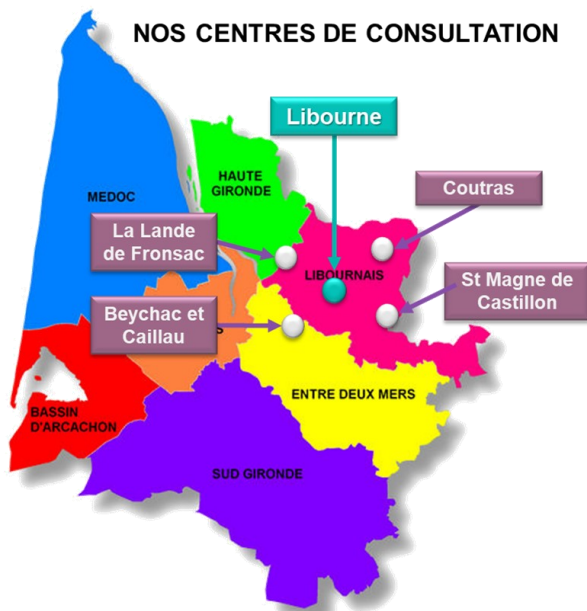 NOS CENTRES DE CONSULTATION
Libourne
HAUTE
GIRONDE
Coutras
MEDOC
La Lande
de Fronsac
LIBOURNAIS
St Magne de
Castillon
Beychac et
Caillau
S
ENTRE DEUX MERS
BASSIN
D'ARCACHON
SUD GIRONDE